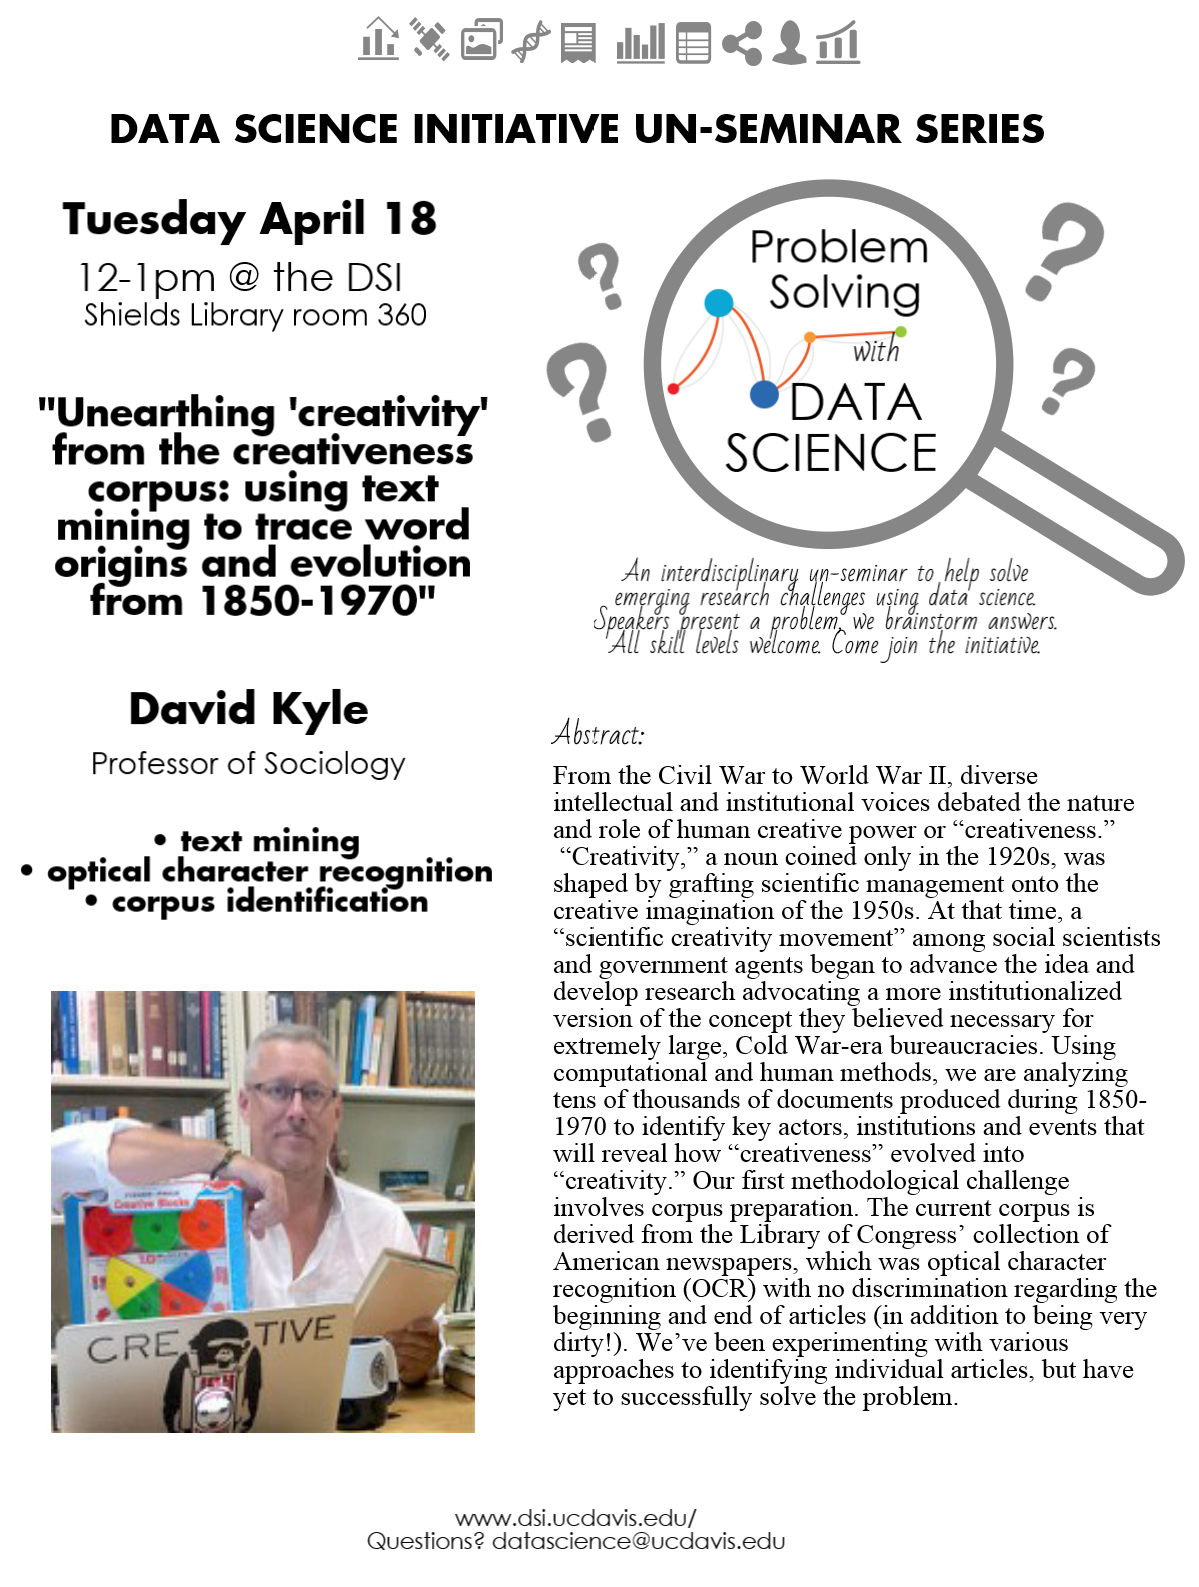 DATA SCIENCE INITIATIVE UN-SEMINAR SERIES
Tuesday April 18
12-1pm @ the DSI
Shields Library room 360
"Unearthing 'creativity'
from the creativeness
corpus: using text
mining to trace word
origins and evolution
from 1850-1970"
David Kyle
Professor of Sociology
• text mining
• optical character recognition
• corpus identification
Creative Blocks
CRE TIVE
Problem
Solving
with
DATA
SCIENCE
An interdisciplinary un-seminar to help solve
emerging research challenges using data science.
Speakers present a problem, we brainstorm answers.
All skill levels welcome. Come join the initiative.
Abstract:
From the Civil War to World War II, diverse
intellectual and institutional voices debated the nature
and role of human creative power or “creativeness.”
“Creativity,” a noun coined only in the 1920s, was
shaped by grafting scientific management onto the
creative imagination of the 1950s. At that time, a
“scientific creativity movement” among social scientists
and government agents began to advance the idea and
develop research advocating a more institutionalized
version of the concept they believed necessary for
extremely large, Cold War-era bureaucracies. Using
computational and human methods, we are analyzing
tens of thousands of documents produced during 1850-
1970 to identify key actors, institutions and events that
will reveal how “creativeness” evolved into
“creativity.” Our first methodological challenge
involves corpus preparation. The current corpus is
derived from the Library of Congress’ collection of
American newspapers, which was optical character
recognition (OCR) with no discrimination regarding the
beginning and end of articles (in addition to being very
dirty!). We’ve been experimenting with various
approaches to identifying individual articles, but have
yet to successfully solve the problem.
www.dsi.ucdavis.edu/
Questions? datascience@ucdavis.edu